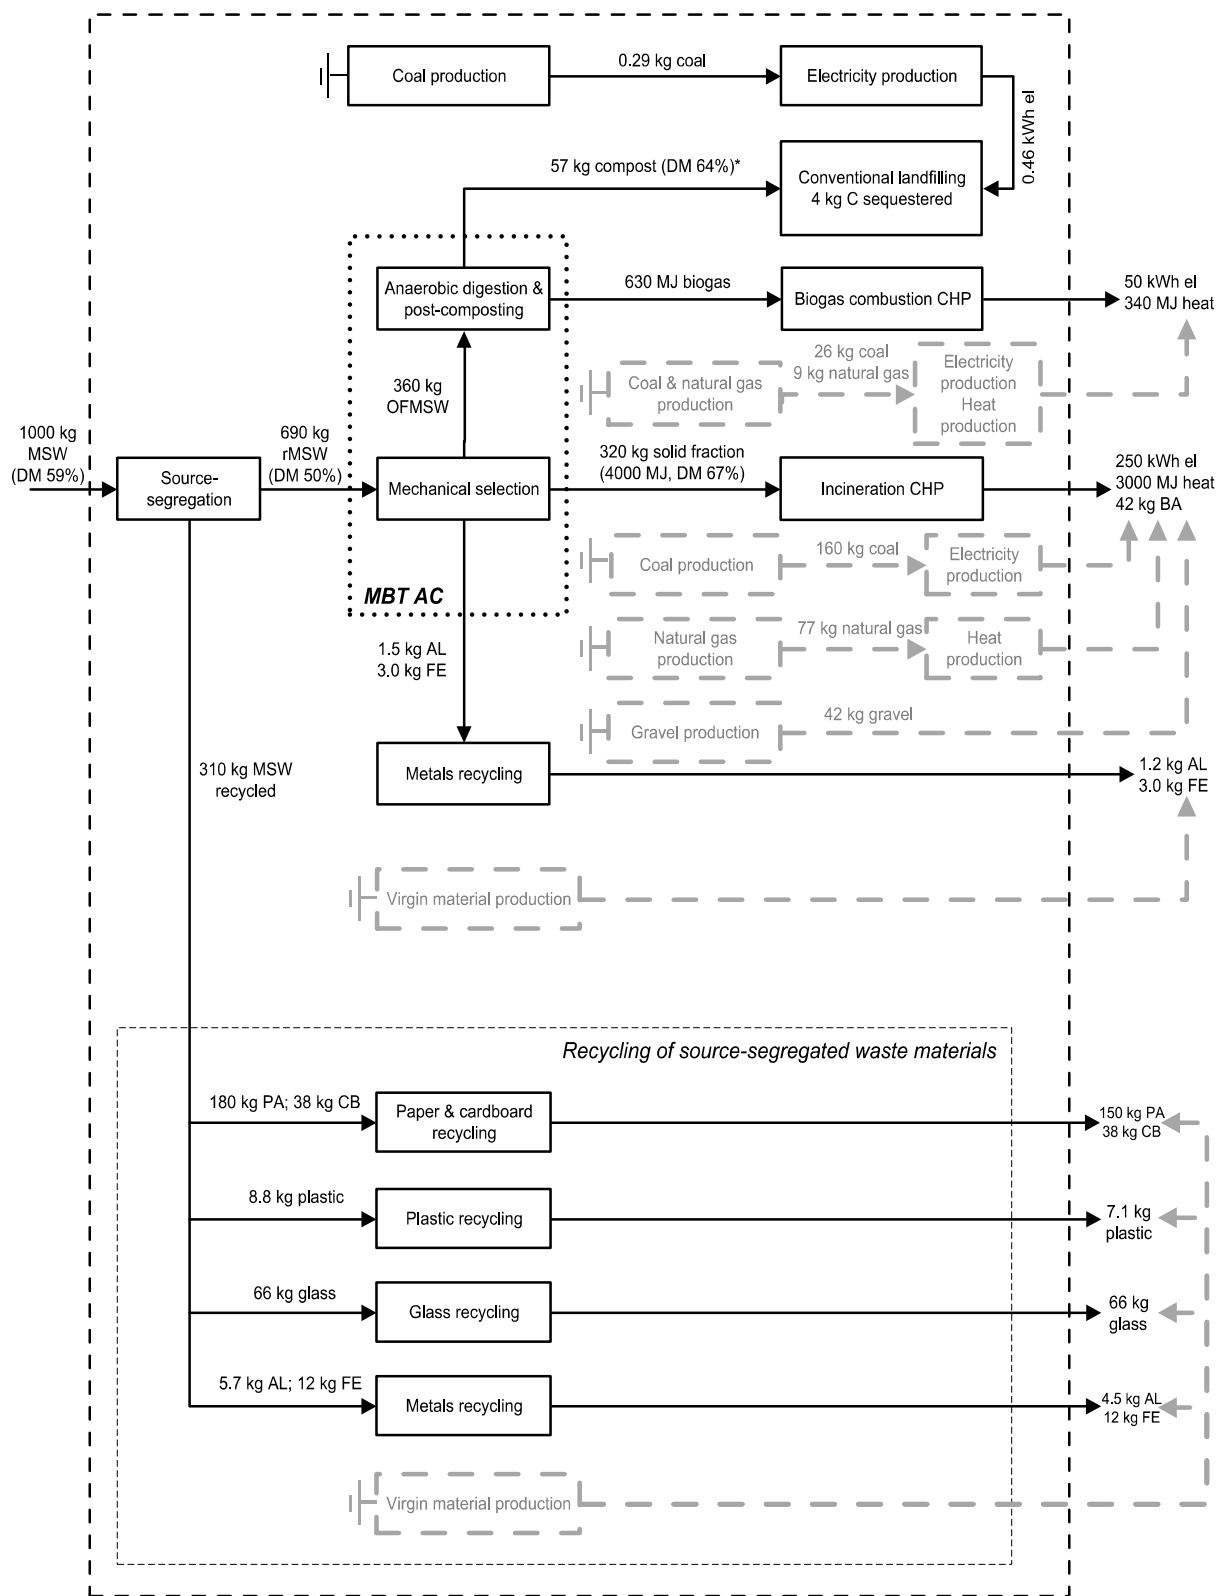 Coal production
0.29 kg coal
Electricity production
0.46 kWh el
57 kg compost (DM 64%)*
Conventional landfilling
4 kg C sequestered
Anaerobic digestion &
post-composting
630 MJ biogas
Biogas combustion CHP
50 kWh el
340 MJ heat
360 kg
OFMSW
Coal & natural gas
production
26 kg coal
9 kg natural gas
Electricity
production
Heat
production
1000 kg
MSW
(DM 59%)
Source-
segregation
690 kg
rMSW
(DM 50%)
Mechanical selection
320 kg solid fraction
(4000 MJ, DM 67%)
Incineration CHP
250 kWh el
3000 MJ heat
42 kg BA
MBT AC
Coal production
160 kg coal
Electricity
production
1.5 kg AL
3.0 kg FE
Natural gas
production
77 kg natural gas
Heat
production
Gravel production
42 kg gravel
310 kg MSW
recycled
Metals recycling
1.2 kg AL
3.0 kg FE
Virgin material production
Recycling of source-segregated waste materials
180 kg PA; 38 kg CB
Paper & cardboard
recycling
150 kg PA
38 kg CB
8.8 kg plastic
Plastic recycling
7.1 kg
plastic
66 kg glass
Glass recycling
66 kg
glass
5.7 kg AL; 12 kg FE
Metals recycling
4.5 kg AL
12 kg FE
Virgin material production